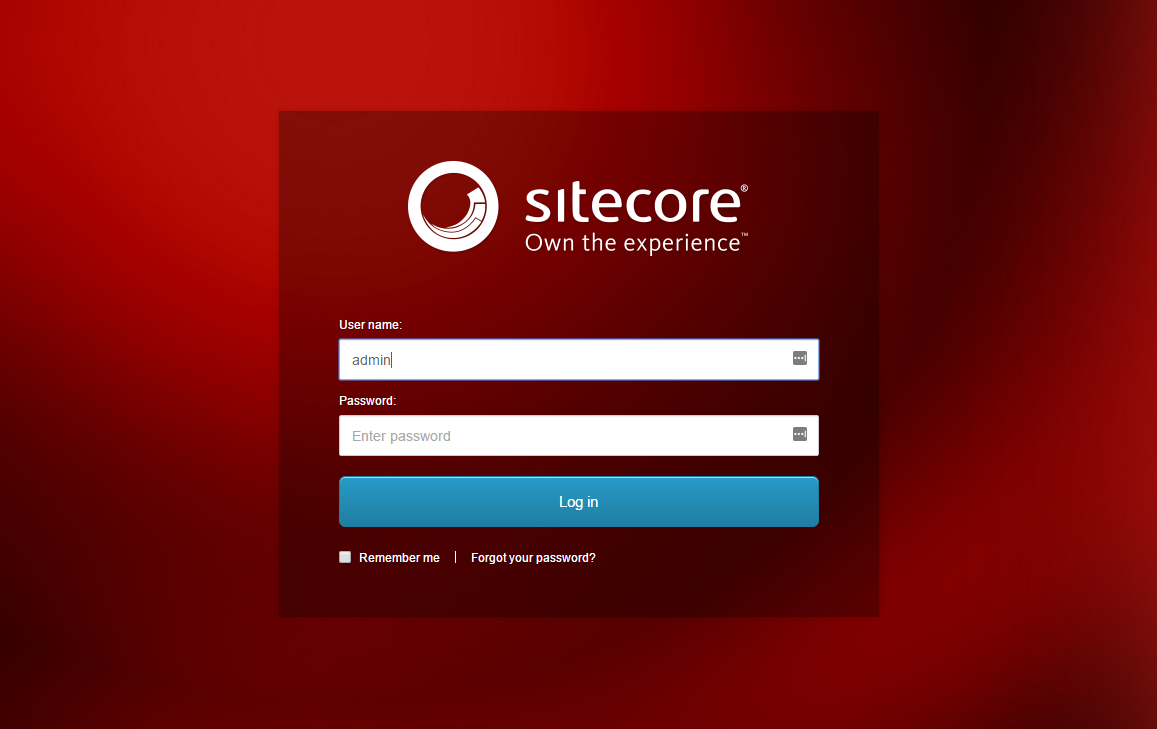 sitecore®
Own the experience™
User name:
admin
Password:
Enter password
Log in
Remember me | Forgot your password?